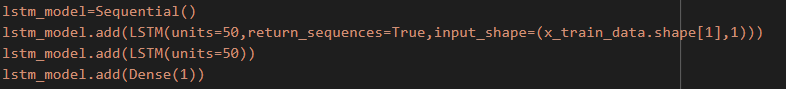 lstm_model=Sequential()
lstm_model.add(LSTM(units=50,return_sequences=True,input_shape=(x_train_data.shape[1],1)))
lstm_model.add(LSTM(units=50))
lstm_model.add(Dense(1))